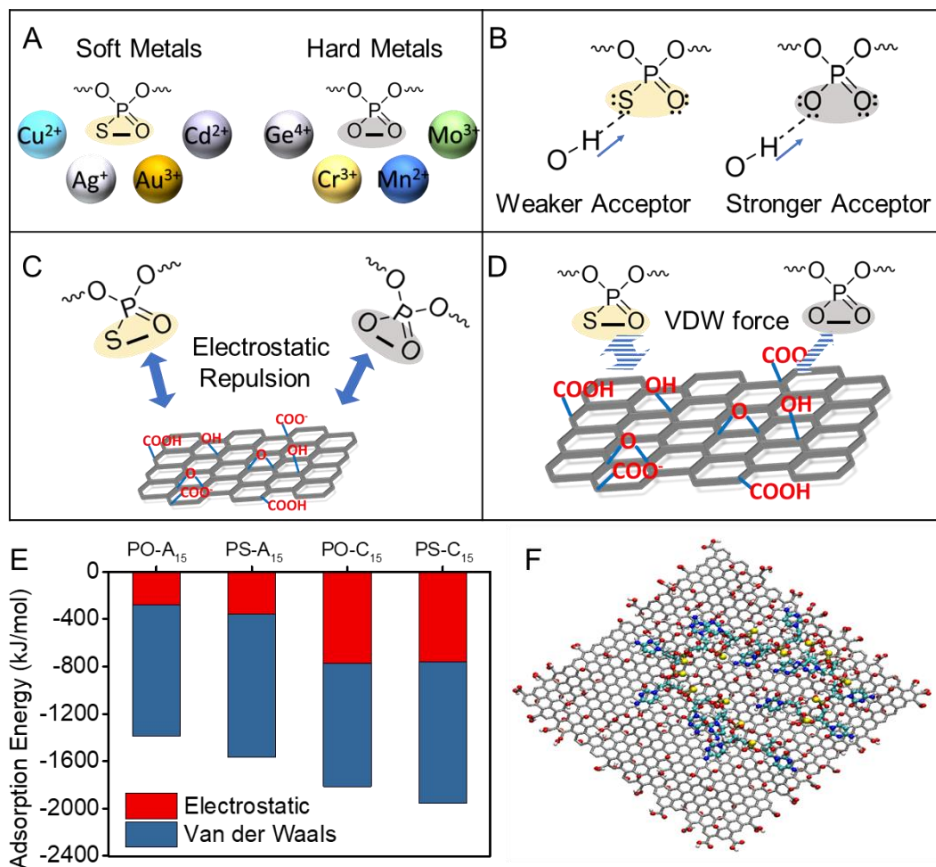 A
Soft Metals
Hard Metals
O O
P
S O
Cu²⁺
Cd²⁺
Ag⁺
Au³⁺
O O
P
O O
Ge⁴⁺
Mo³⁺
Cr³⁺
Mn²⁺
B
O O
P
S O
H
O
Weaker Acceptor
O O
P
O O
H
O
Stronger Acceptor
C
O O
P
S O
O
P O
O O
Electrostatic
Repulsion
COO⁻
COOH OH
O O OH
COO⁻
COOH
D
O O
P
S O
VDW force
O O
P
O O
COO⁻
COOH OH
O OH
O
COO⁻
COOH
E
PO-A₁₅ PS-A₁₅ PO-C₁₅ PS-C₁₅
0
-400
-800
-1200
-1600
-2000
-2400
Adsorption Energy (kJ/mol)
Electrostatic
Van der Waals
F